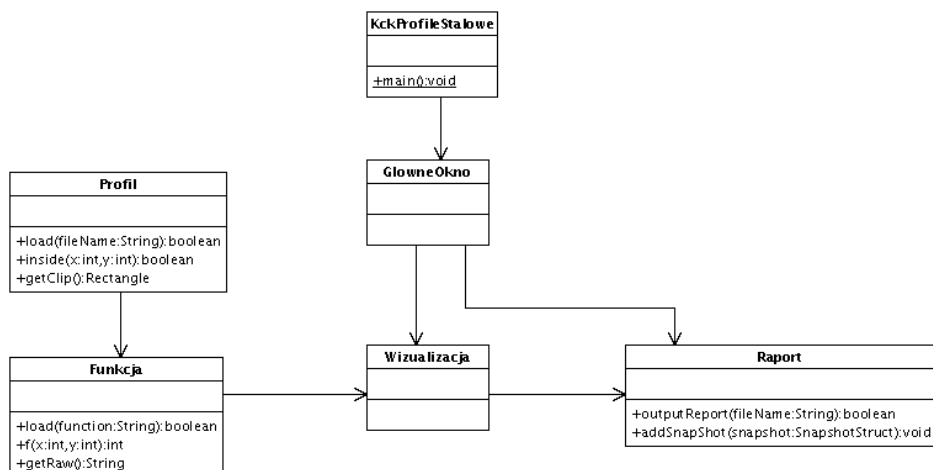 KckProfileStalowe
+main():void
GlowneOkno
Profil
+load(fileName:String):boolean
+inside(x:int,y:int):boolean
+getClip():Rectangle
Funkcja
+load(function:String):boolean
+f(x:int,y:int):int
+getRaw():String
Wizualizacja
Raport
+outputReport(fileName:String):boolean
+addSnapShot(snapshot:SnapshotStruct):void